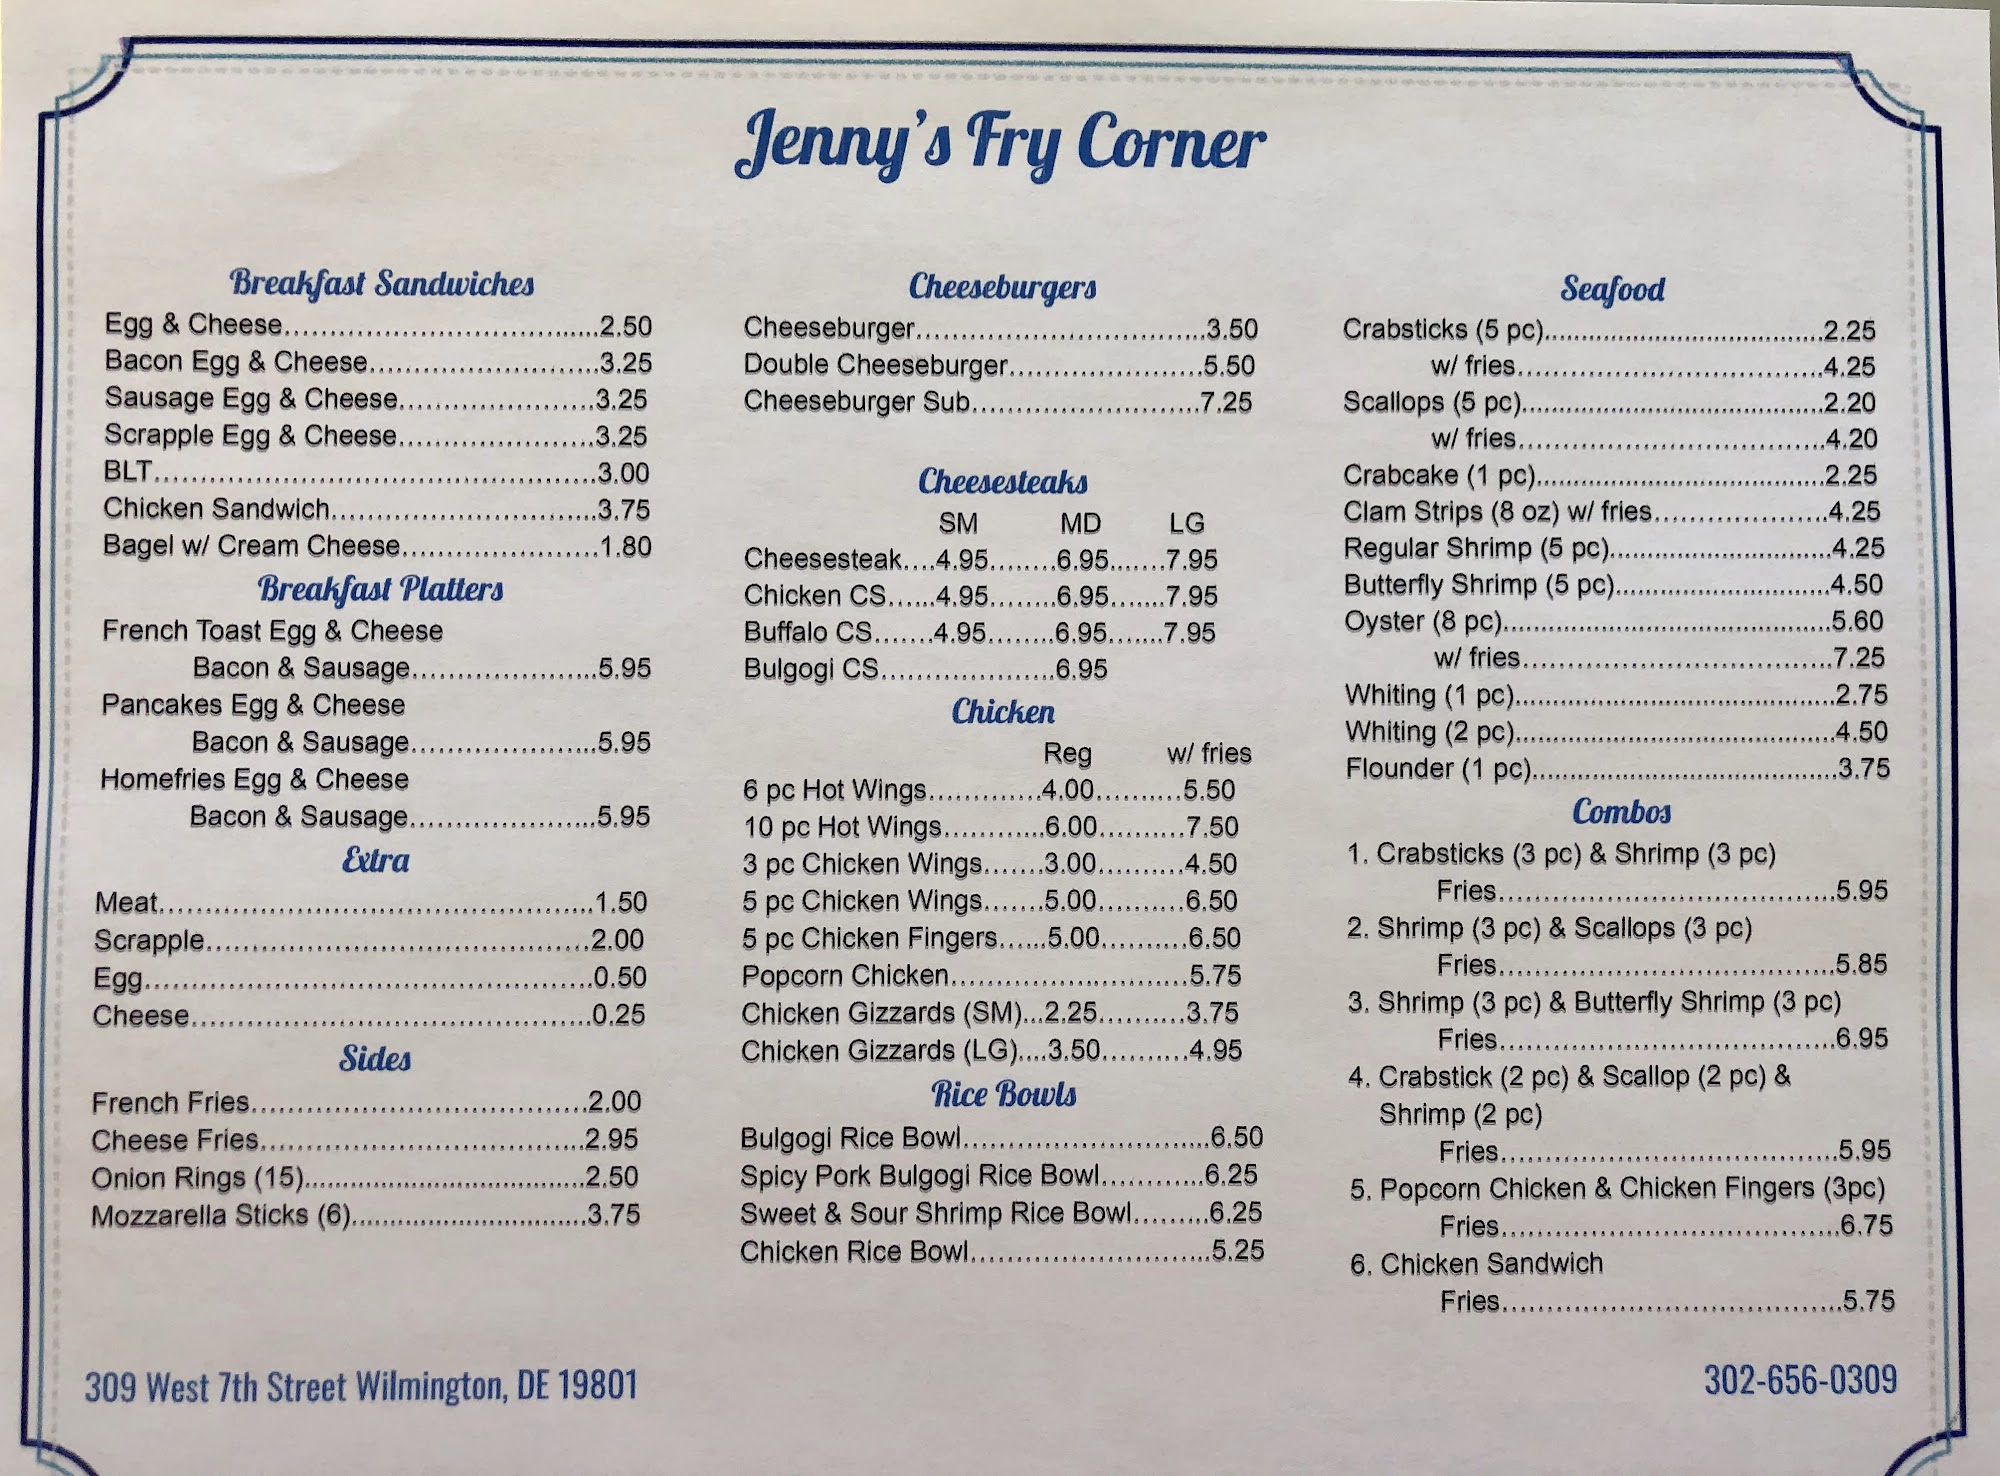 Jenny's Fry Corner
Breakfast Sandwiches
Egg & Cheese 2.50
Bacon Egg & Cheese 3.25
Sausage Egg & Cheese 3.25
Scrapple Egg & Cheese 3.25
BLT 3.00
Chicken Sandwich 3.75
Bagel w/ Cream Cheese 1.80
Breakfast Platters
French Toast Egg & Cheese
Bacon & Sausage 5.95
Pancakes Egg & Cheese
Bacon & Sausage 5.95
Homefries Egg & Cheese
Bacon & Sausage 5.95
Extra
Meat 1.50
Scrapple 2.00
Egg 0.50
Cheese 0.25
Sides
French Fries 2.00
Cheese Fries 2.95
Onion Rings (15) 2.50
Mozzarella Sticks (6) 3.75
Cheeseburgers
Cheeseburger 3.50
Double Cheeseburger 5.50
Cheeseburger Sub 7.25
Cheesesteaks
SM MD LG
Cheesesteak 4.95 6.95 7.95
Chicken CS 4.95 6.95 7.95
Buffalo CS 4.95 6.95 7.95
Bulgogi CS 6.95
Chicken
Reg w/ fries
6 pc Hot Wings 4.00 5.50
10 pc Hot Wings 6.00 7.50
3 pc Chicken Wings 3.00 4.50
5 pc Chicken Wings 5.00 6.50
5 pc Chicken Fingers 5.00 6.50
Popcorn Chicken 5.75
Chicken Gizzards (SM) 2.25 3.75
Chicken Gizzards (LG) 3.50 4.95
Rice Bowls
Bulgogi Rice Bowl 6.50
Spicy Pork Bulgogi Rice Bowl 6.25
Sweet & Sour Shrimp Rice Bowl 6.25
Chicken Rice Bowl 5.25
Seafood
Crabsticks (5 pc) 2.25
w/ fries 4.25
Scallops (5 pc) 2.20
w/ fries 4.20
Crabcake (1 pc) 2.25
Clam Strips (8 oz) w/ fries 4.25
Regular Shrimp (5 pc) 4.25
Butterfly Shrimp (5 pc) 4.50
Oyster (8 pc) 5.60
w/ fries 7.25
Whiting (1 pc) 2.75
Whiting (2 pc) 4.50
Flounder (1 pc) 3.75
Combos
1. Crabsticks (3 pc) & Shrimp (3 pc)
Fries 5.95
2. Shrimp (3 pc) & Scallops (3 pc)
Fries 5.85
3. Shrimp (3 pc) & Butterfly Shrimp (3 pc)
Fries 6.95
4. Crabstick (2 pc) & Scallop (2 pc) &
Shrimp (2 pc)
Fries 5.95
5. Popcorn Chicken & Chicken Fingers (3pc)
Fries 6.75
6. Chicken Sandwich
Fries 5.75
309 West 7th Street Wilmington, DE 19801
302-656-0309